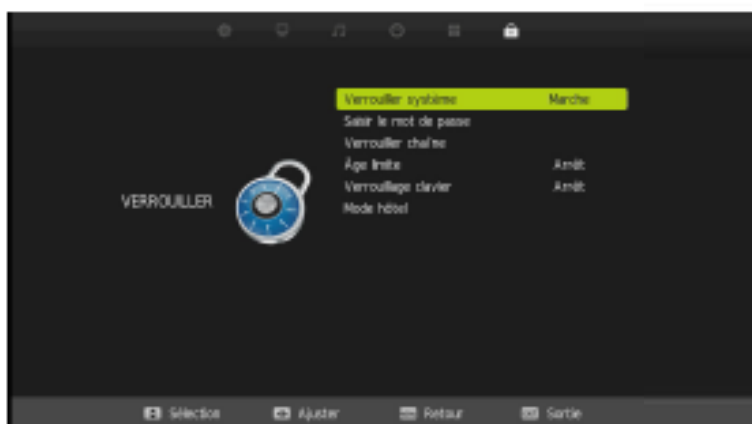 Verrouiller système Marche
Saisir le mot de passe
Verrouiller chaîne
Âge limite Arrêt
Verrouillage clavier Arrêt
Mode hôtel
VERROUILLER
Sélection Ajuster Retour Sortie